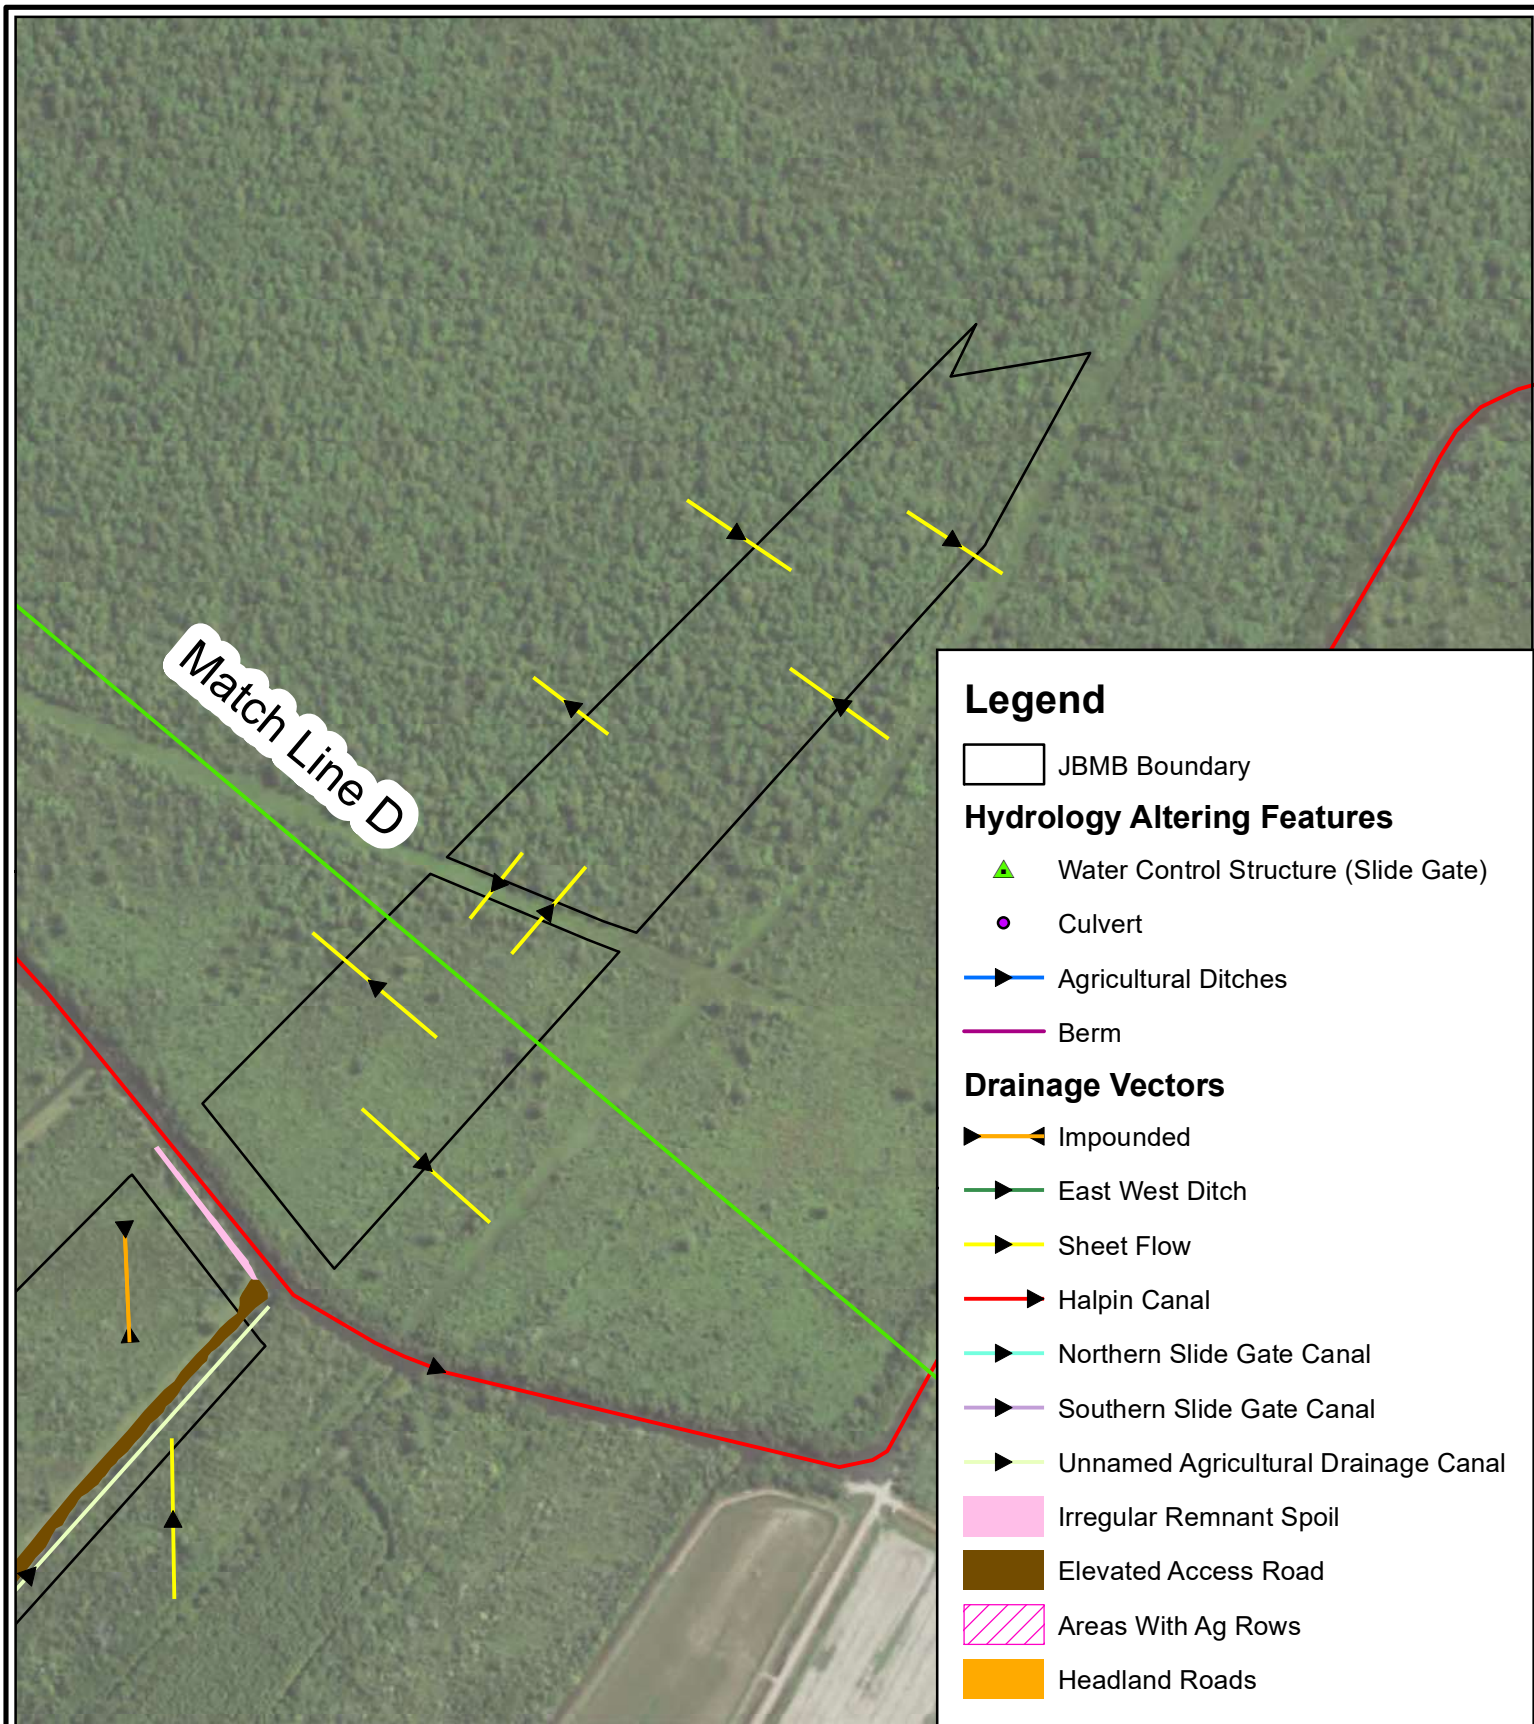 Match Line D
Legend
JBMB Boundary
Hydrology Altering Features
Water Control Structure (Slide Gate)
Culvert
Agricultural Ditches
Berm
Drainage Vectors
Impounded
East West Ditch
Sheet Flow
Halpin Canal
Northern Slide Gate Canal
Southern Slide Gate Canal
Unnamed Agricultural Drainage Canal
Irregular Remnant Spoil
Elevated Access Road
Areas With Ag Rows
Headland Roads